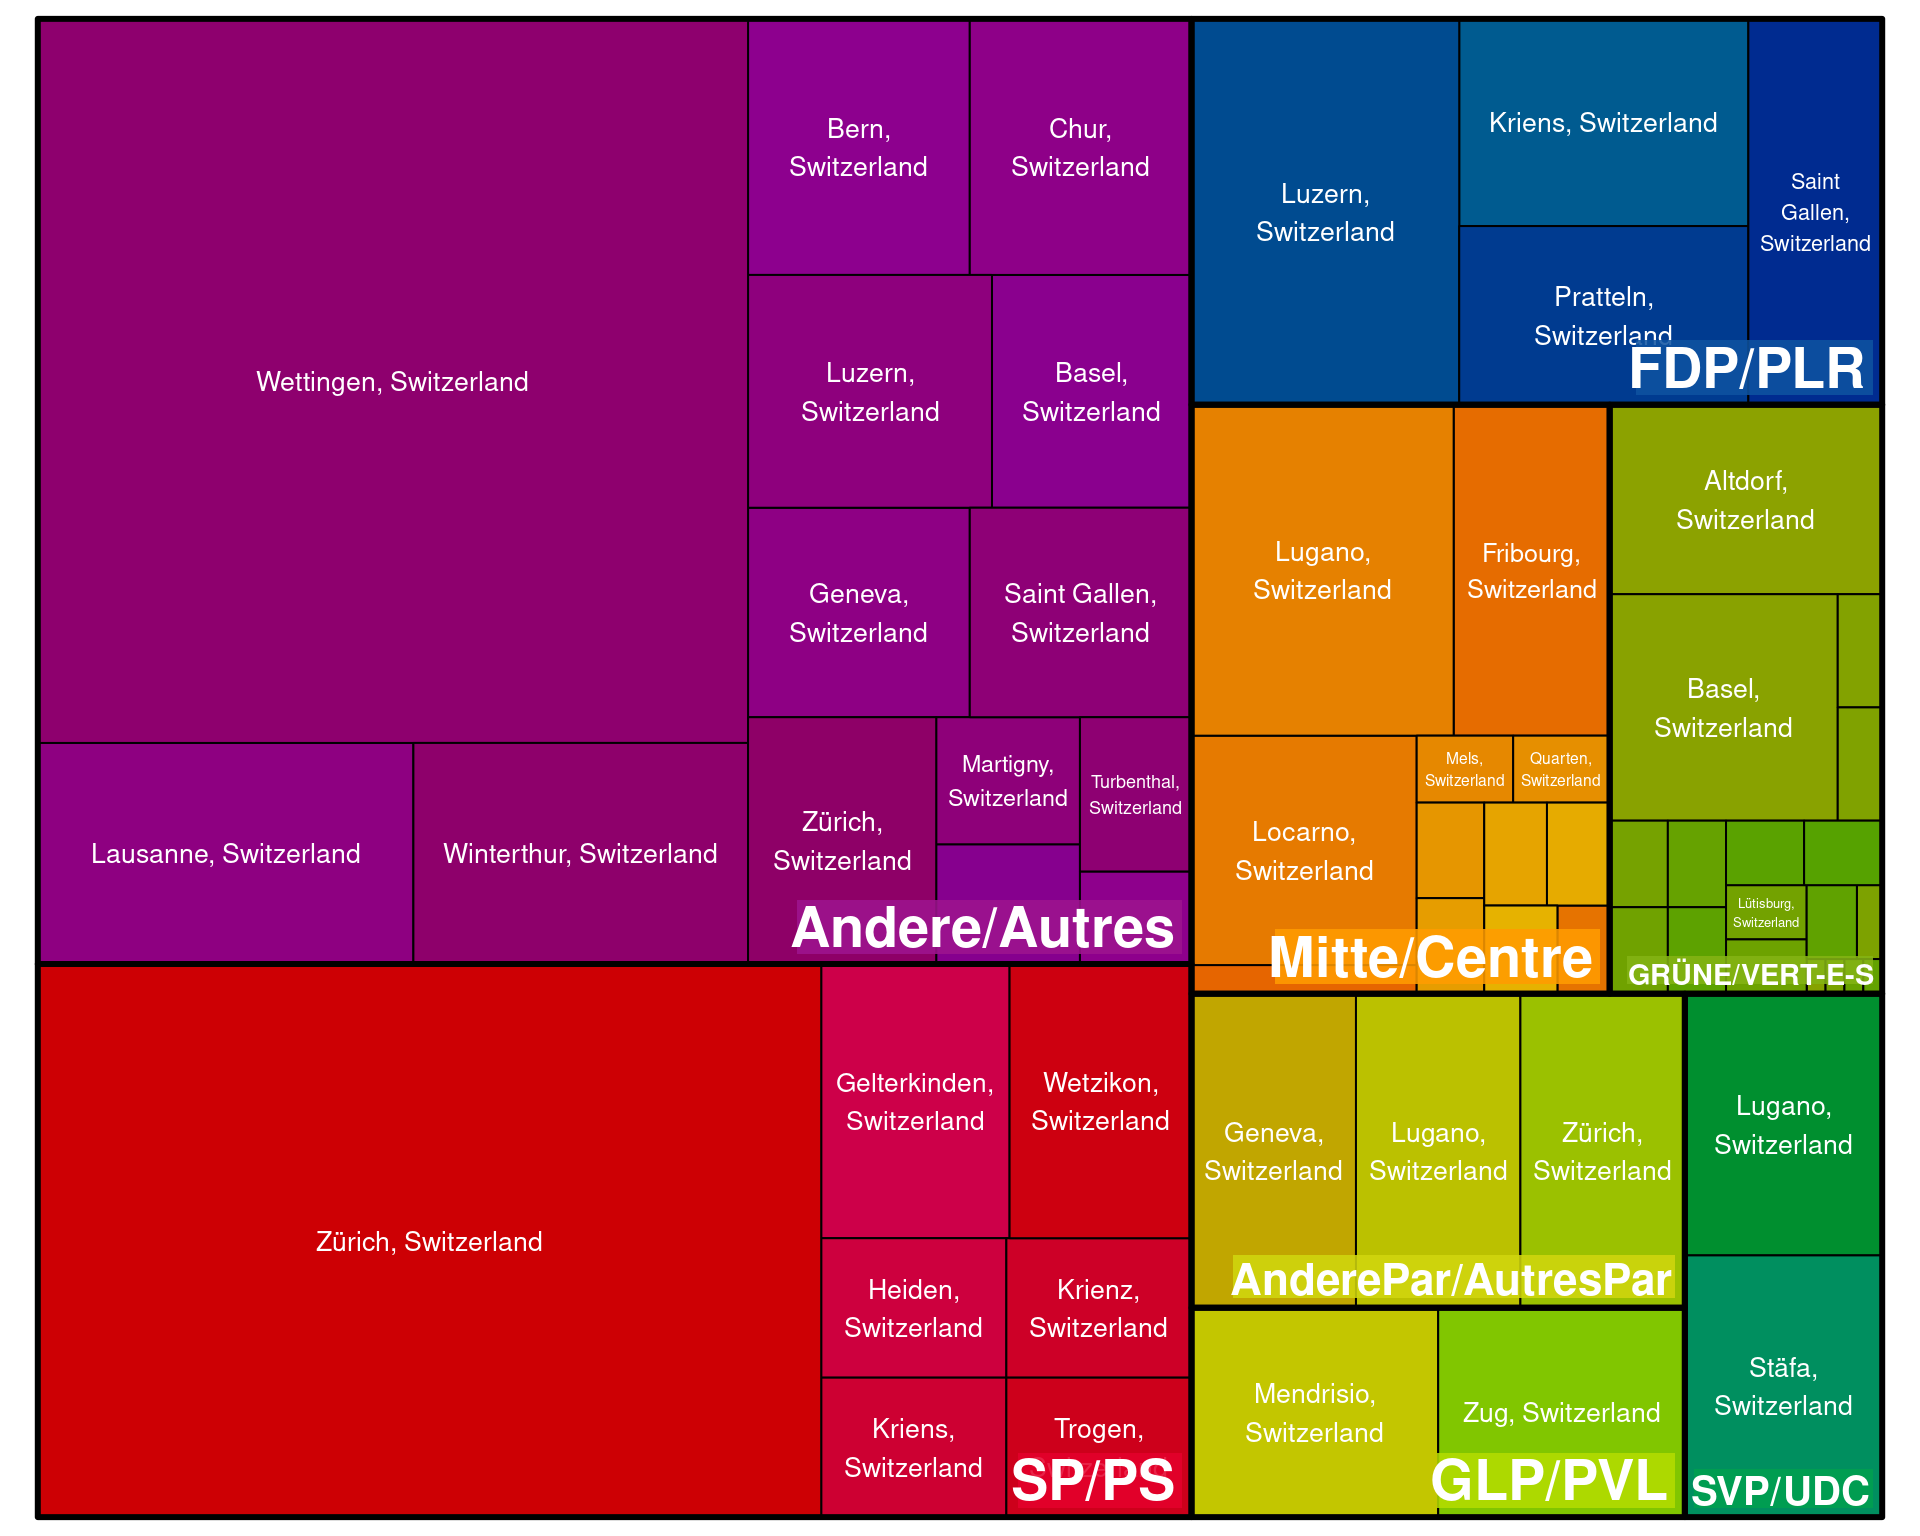 Wettingen, Switzerland
Bern,
Switzerland
Chur,
Switzerland
Luzern,
Switzerland
Basel,
Switzerland
Geneva,
Switzerland
Saint Gallen,
Switzerland
Lausanne, Switzerland
Winterthur, Switzerland
Zürich,
Switzerland
Martigny,
Switzerland
Turbenthal,
Switzerland
Andere/Autres
Luzern,
Switzerland
Kriens, Switzerland
Pratteln,
Switzerland
Saint
Gallen,
Switzerland
FDP/PLR
Lugano,
Switzerland
Fribourg,
Switzerland
Locarno,
Switzerland
Mels,
Switzerland
Quarten,
Switzerland
Mitte/Centre
Altdorf,
Switzerland
Basel,
Switzerland
Lütisburg,
Switzerland
GRÜNE/VERT-E-S
Zürich, Switzerland
Gelterkinden,
Switzerland
Wetzikon,
Switzerland
Heiden,
Switzerland
Krienz,
Switzerland
Kriens,
Switzerland
Trogen,
SP/PS
Geneva,
Switzerland
Lugano,
Switzerland
Zürich,
Switzerland
AnderePar/AutresPar
Mendrisio,
Switzerland
Zug, Switzerland
GLP/PVL
Lugano,
Switzerland
Stäfa,
Switzerland
SVP/UDC